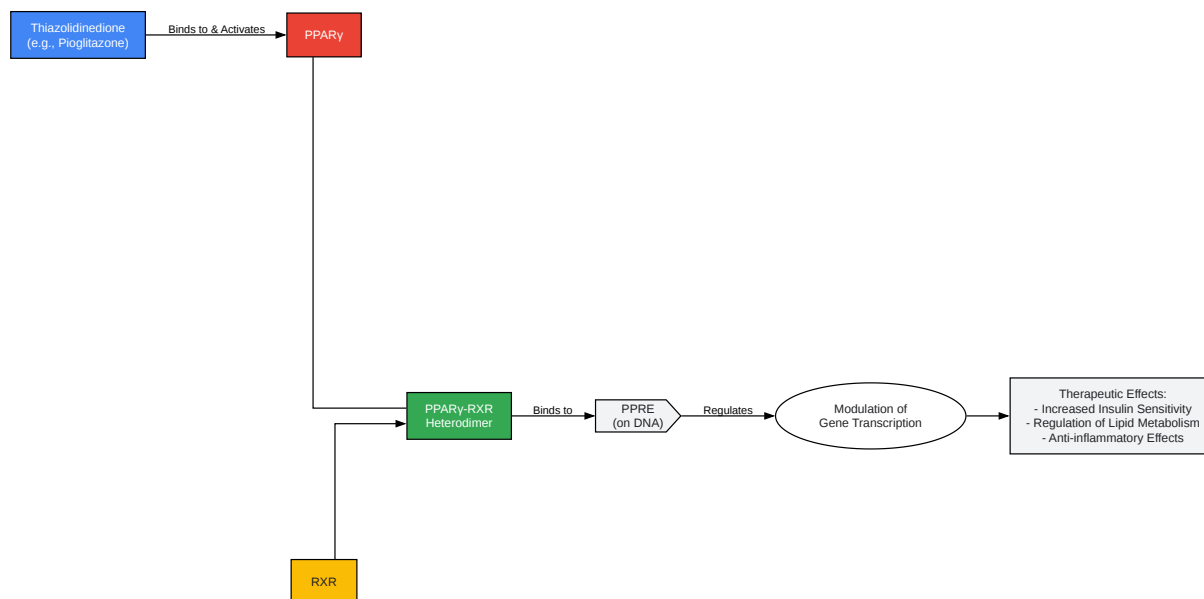 Thiazolidinedione
(e.g., Pioglitazone)
Binds to & Activates
PPARγ
PPARγ-RXR
Heterodimer
Binds to
PPRE
(on DNA)
Regulates
Modulation of
Gene Transcription
Therapeutic Effects:
- Increased Insulin Sensitivity
- Regulation of Lipid Metabolism
- Anti-inflammatory Effects
RXR